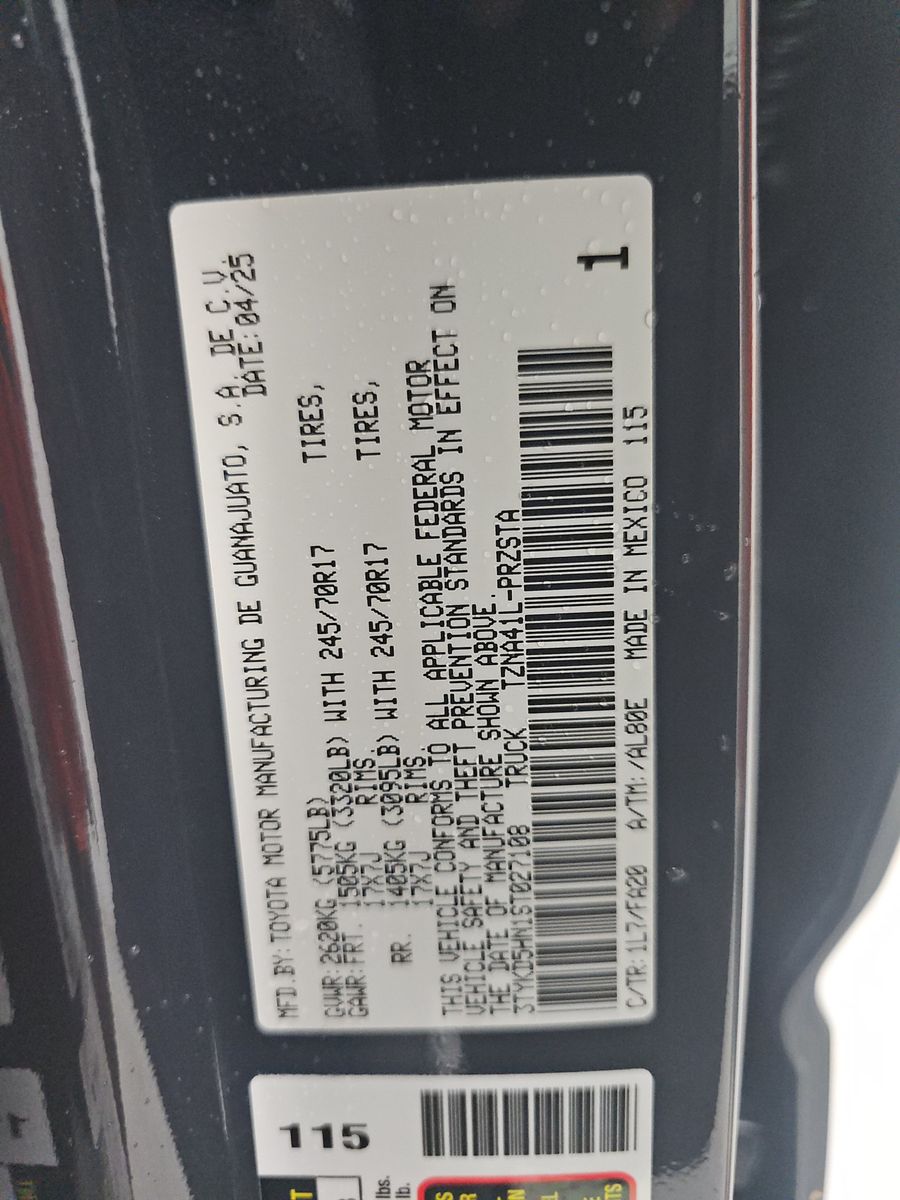 MFD.BY:TOYOTA MOTOR MANUFACTURING DE GUANAJUATO, S.A. DE C.V.
DATE:04/25
GVWR:2620KG (5775LB)
GAWR:FRT. 1505KG (3320LB) WITH 245/70R17 TIRES,
17X7J RIMS.
RR. 1405KG (3095LB) WITH 245/70R17 TIRES,
17X7J RIMS.
THIS VEHICLE CONFORMS TO ALL APPLICABLE FEDERAL MOTOR
VEHICLE SAFETY AND THEFT PREVENTION STANDARDS IN EFFECT ON
THE DATE OF MANUFACTURE SHOWN ABOVE.
3TYKD5HN1ST027108 TRUCK TZNA41L-PRZSTA
1
C/TR:1L7/FA20 A/TM:/AL80E MADE IN MEXICO 115
115
lbs.
lb.